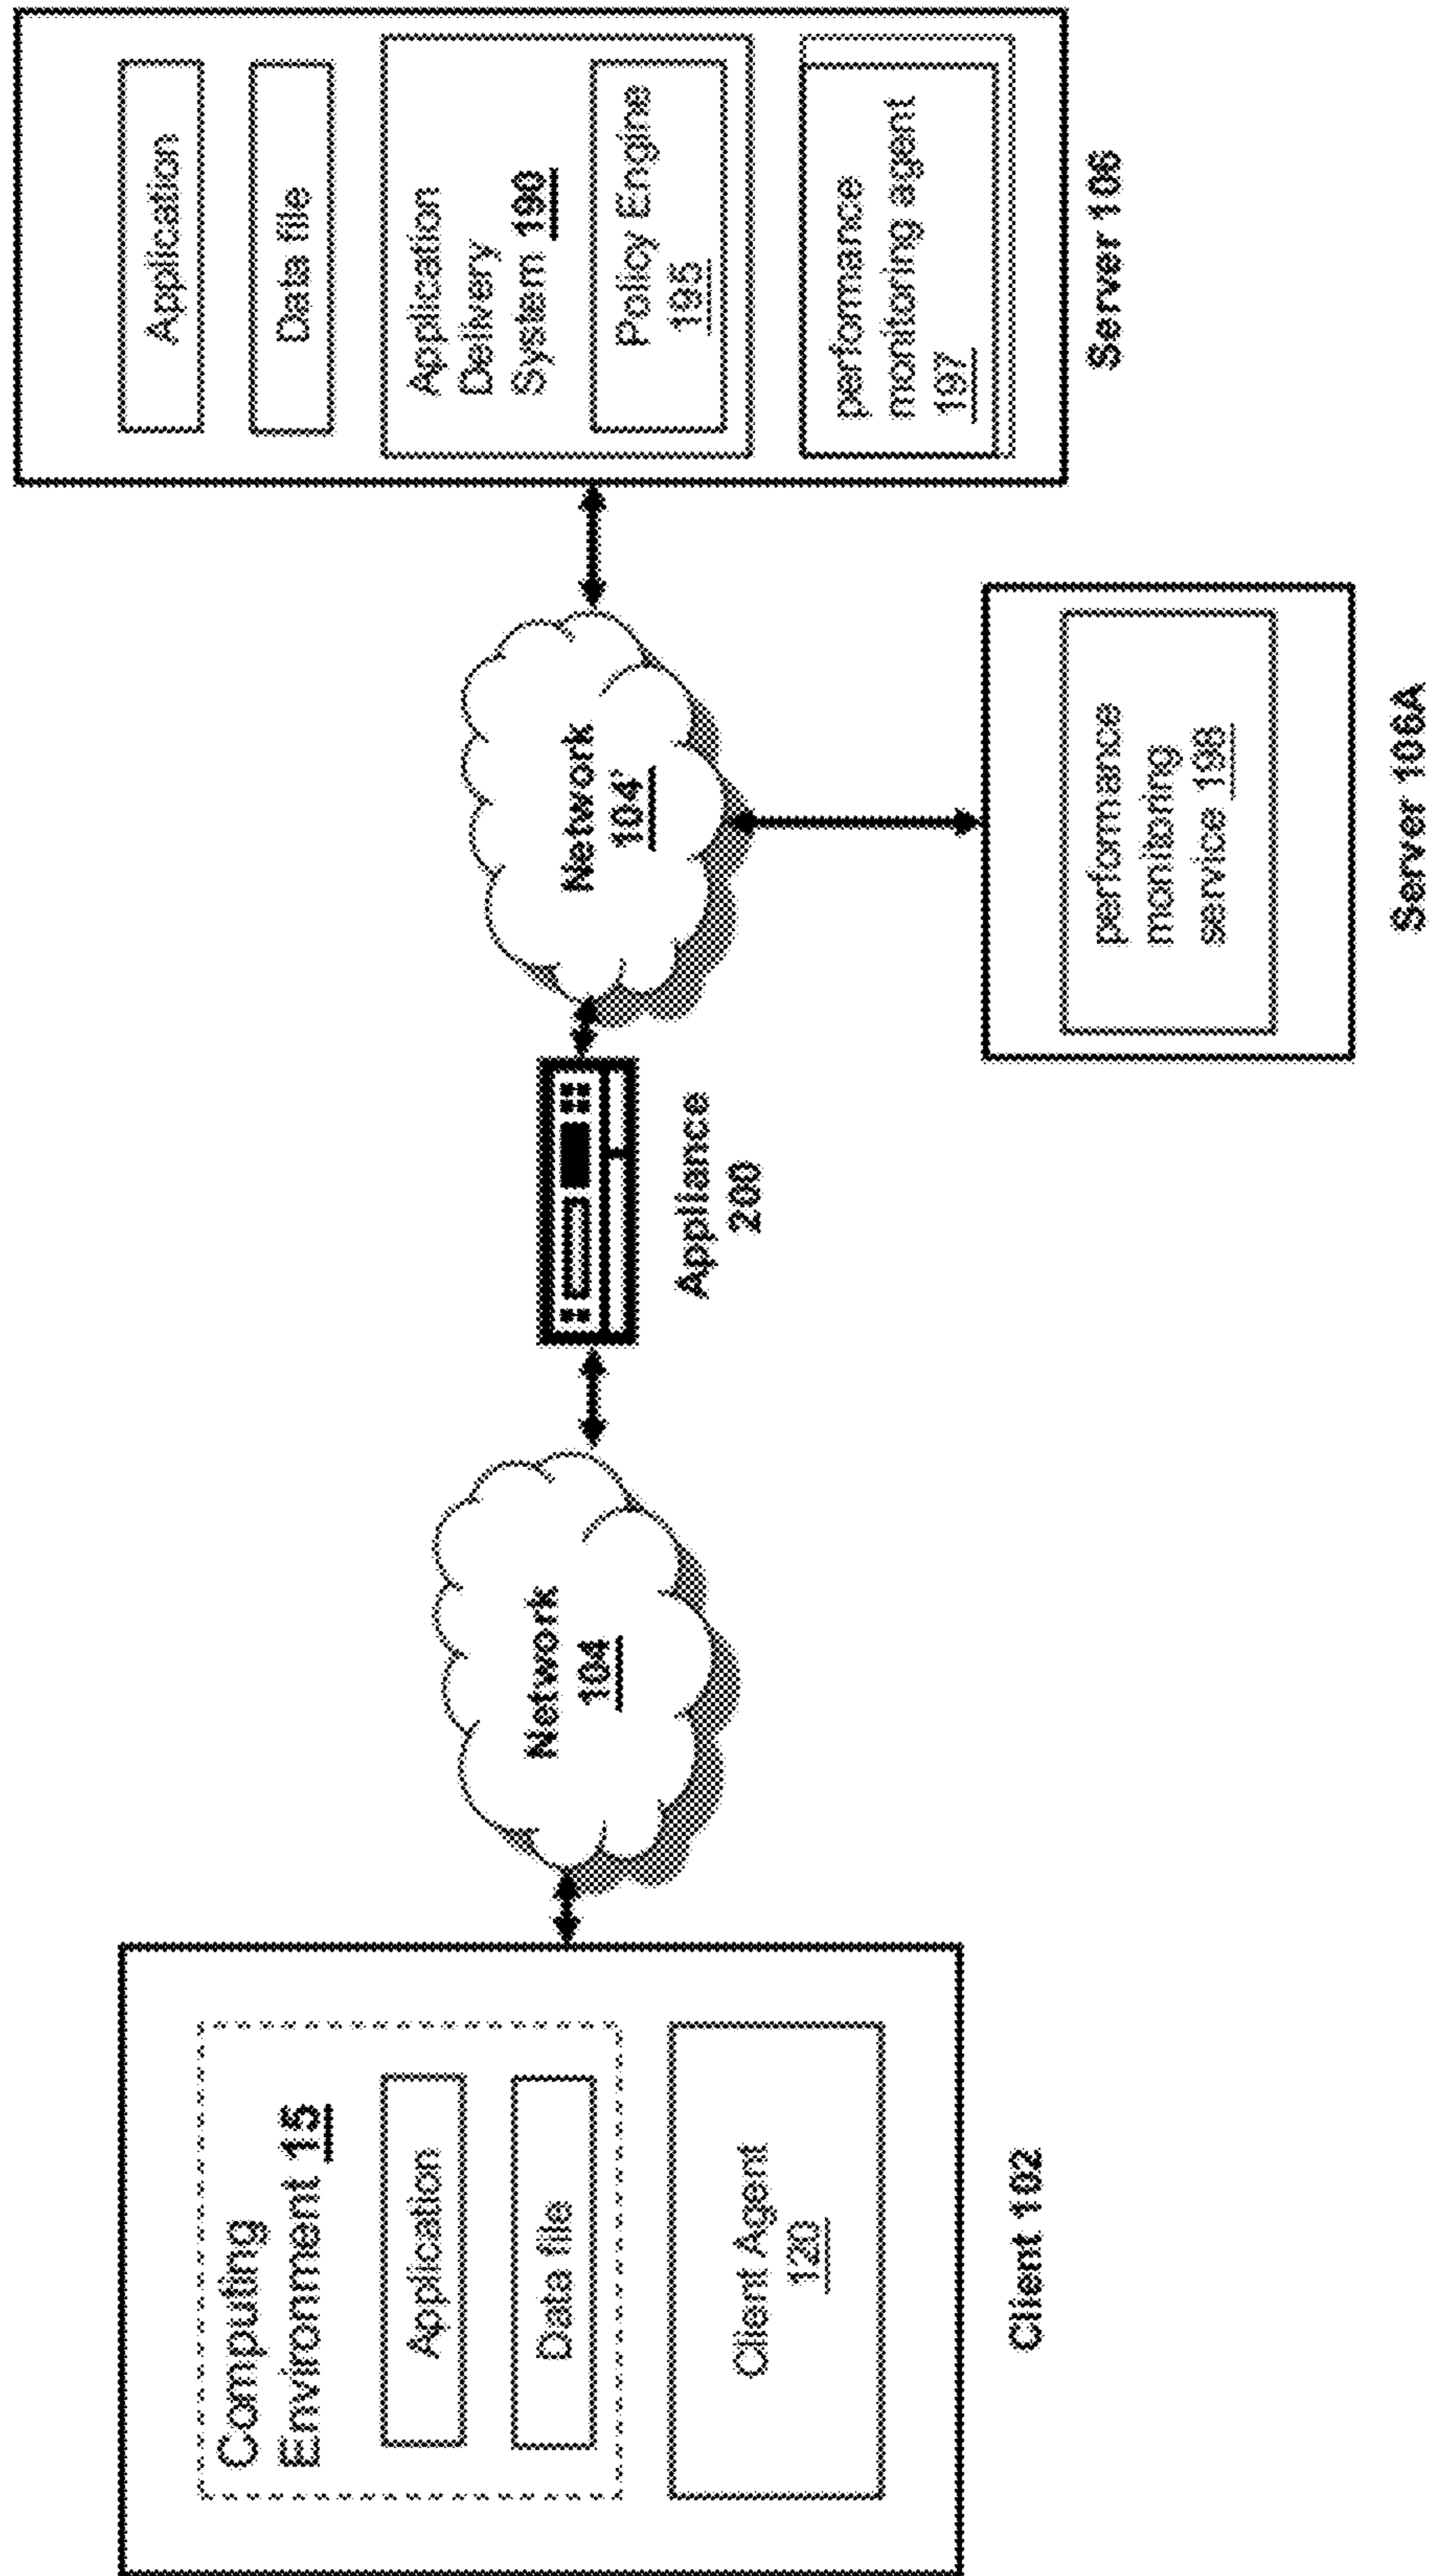 Computing
Environment 15
Application
Data file
Client Agent
120
Client 102
Network
104
Appliance
200
Network
104'
performance
monitoring
service 198
Server 106A
Application
Data file
Application
Delivery
System 190
Policy Engine
195
performance
monitoring agent
197
Server 106